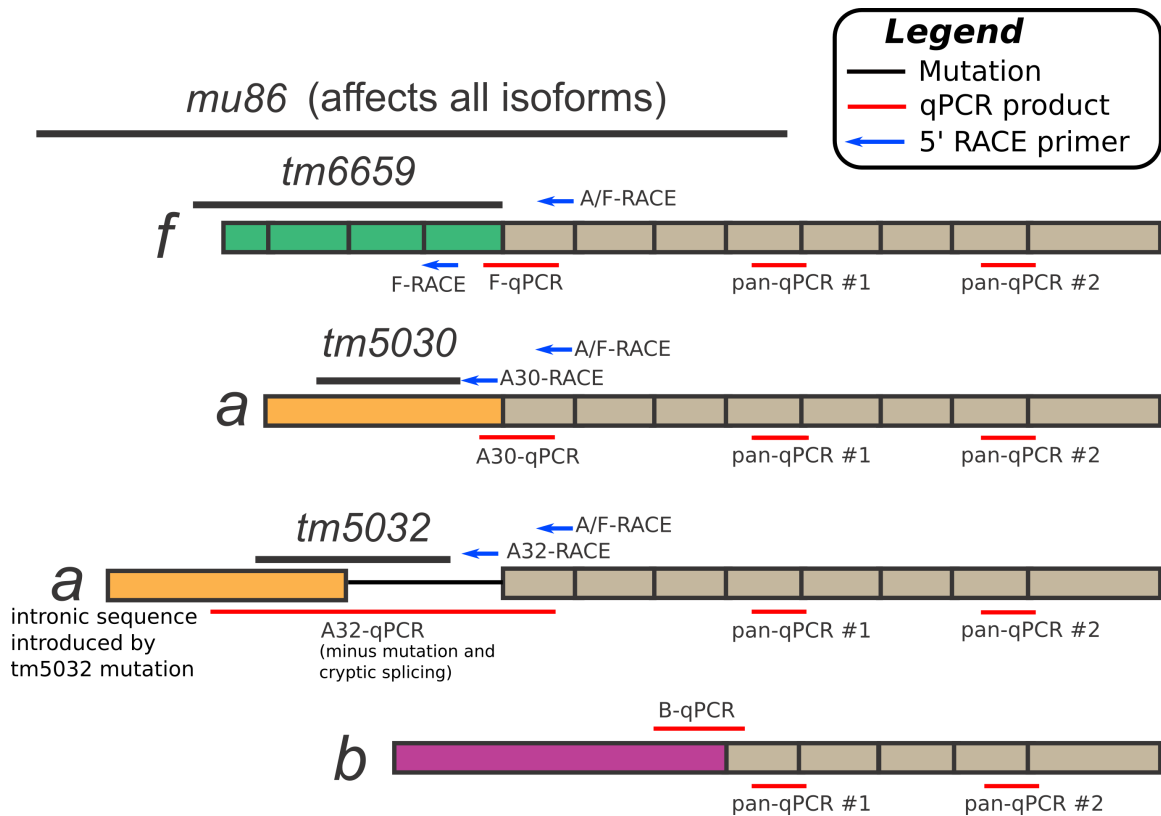 Legend
Mutation
qPCR product
5' RACE primer
mu86 (affects all isoforms)
tm6659
A/F-RACE
f
F-RACE
F-qPCR
pan-qPCR #1
pan-qPCR #2
tm5030
A/F-RACE
A30-RACE
a
A30-qPCR
pan-qPCR #1
pan-qPCR #2
tm5032
A/F-RACE
A32-RACE
a
intronic sequence
introduced by
tm5032 mutation
A32-qPCR
(minus mutation and
cryptic splicing)
pan-qPCR #1
pan-qPCR #2
B-qPCR
b
pan-qPCR #1
pan-qPCR #2